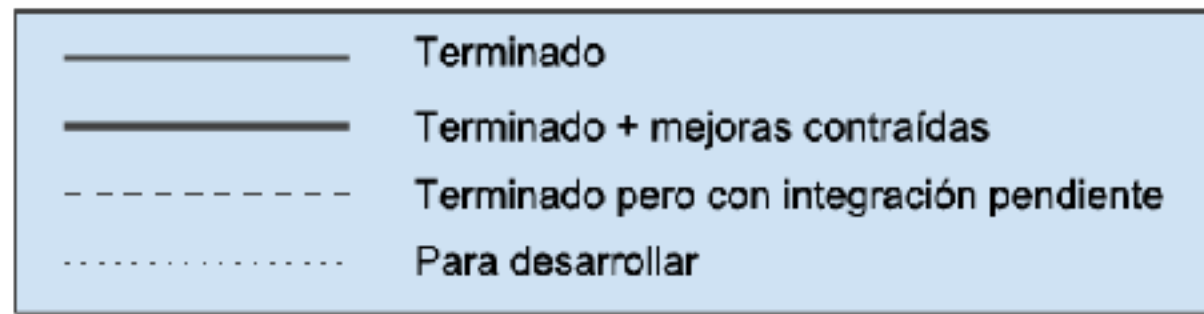 Terminado
Terminado + mejoras contraídas
Terminado pero con integración pendiente
Para desarrollar